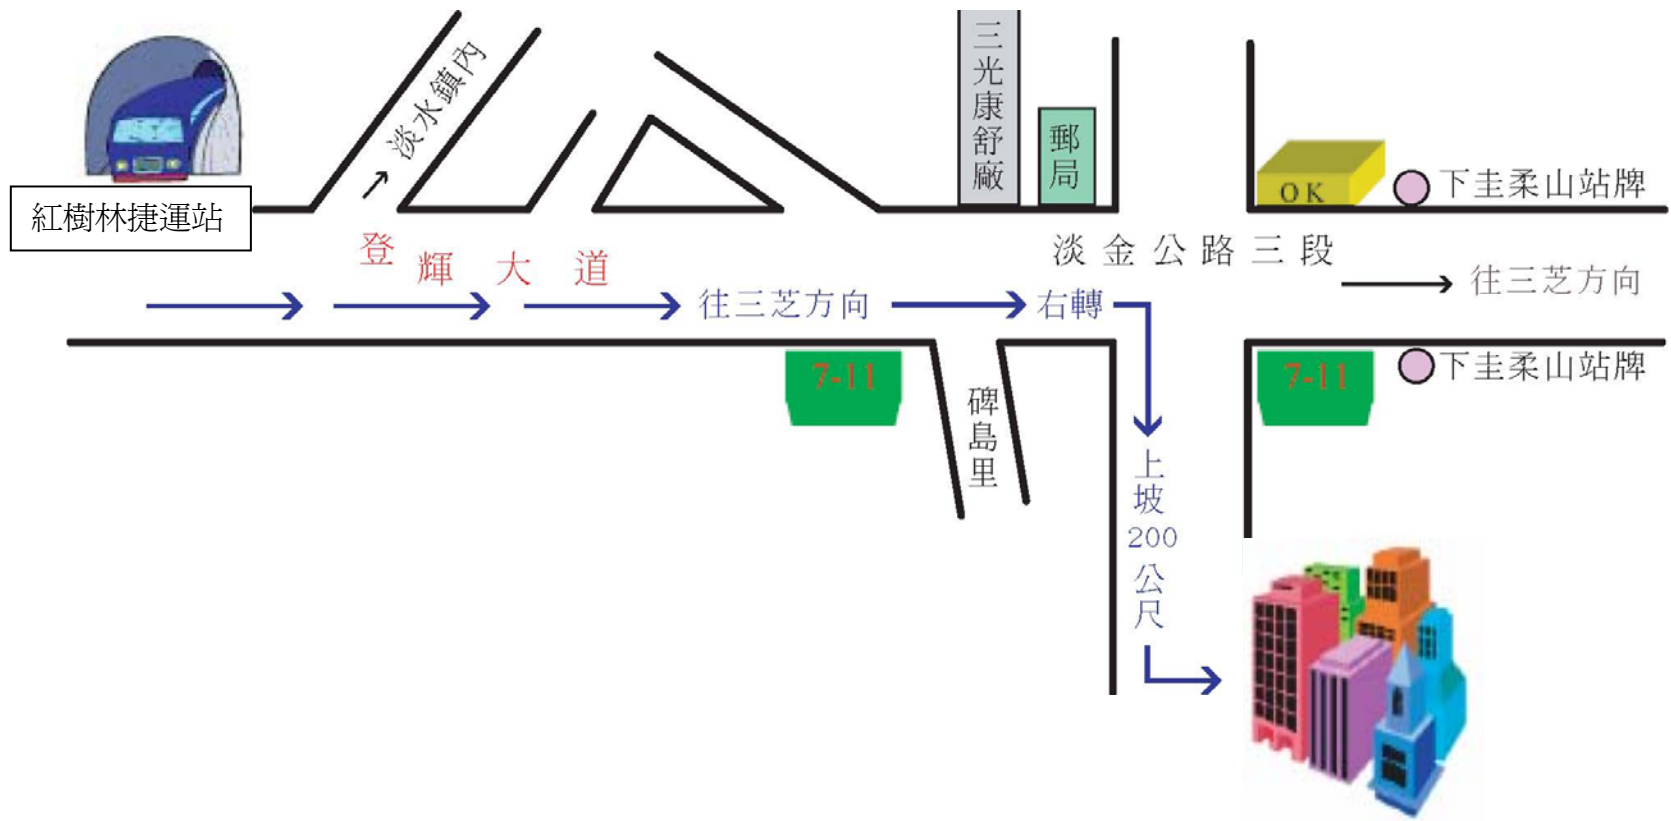 三光康舒廠
淡水鎮內
郵局
OK
下圭柔山站牌
紅樹林捷運站
登輝大道
淡金公路三段
往三芝方向
往三芝方向
右轉
7-11
7-11
下圭柔山站牌
碑島里
上坡200公尺